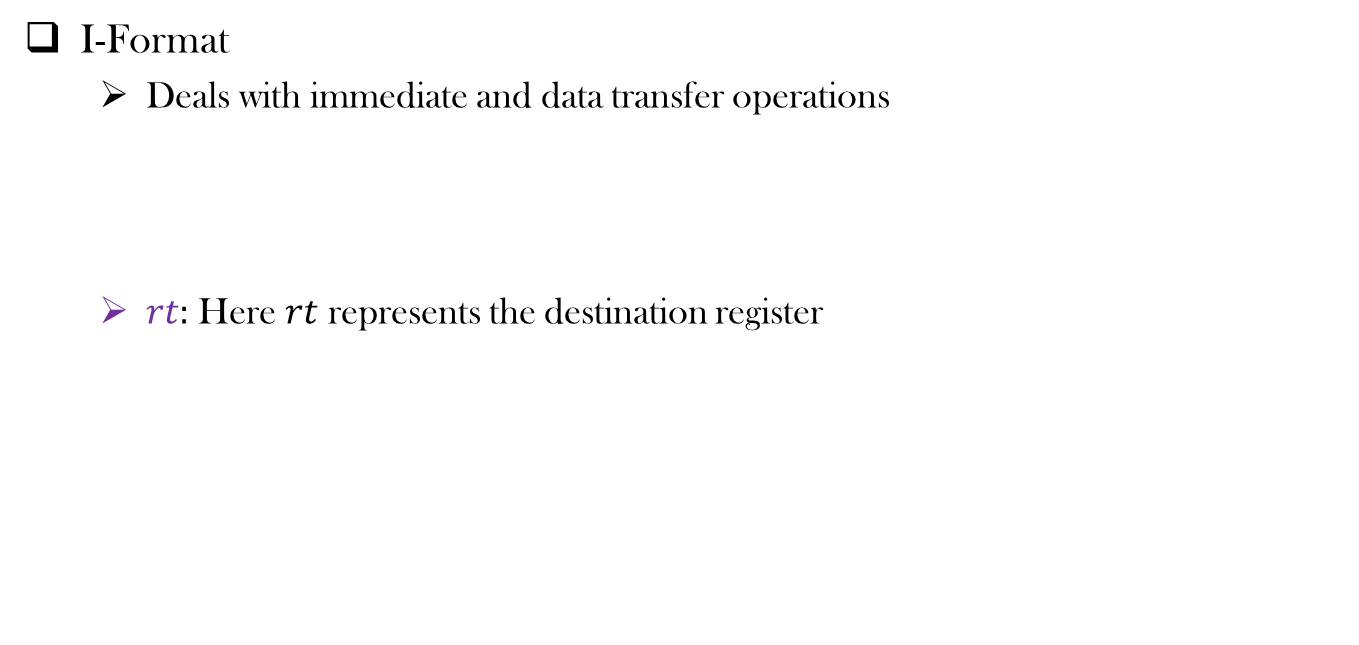 ❑ I-Format
➢ Deals with immediate and data transfer operations
➢ rt: Here rt represents the destination register